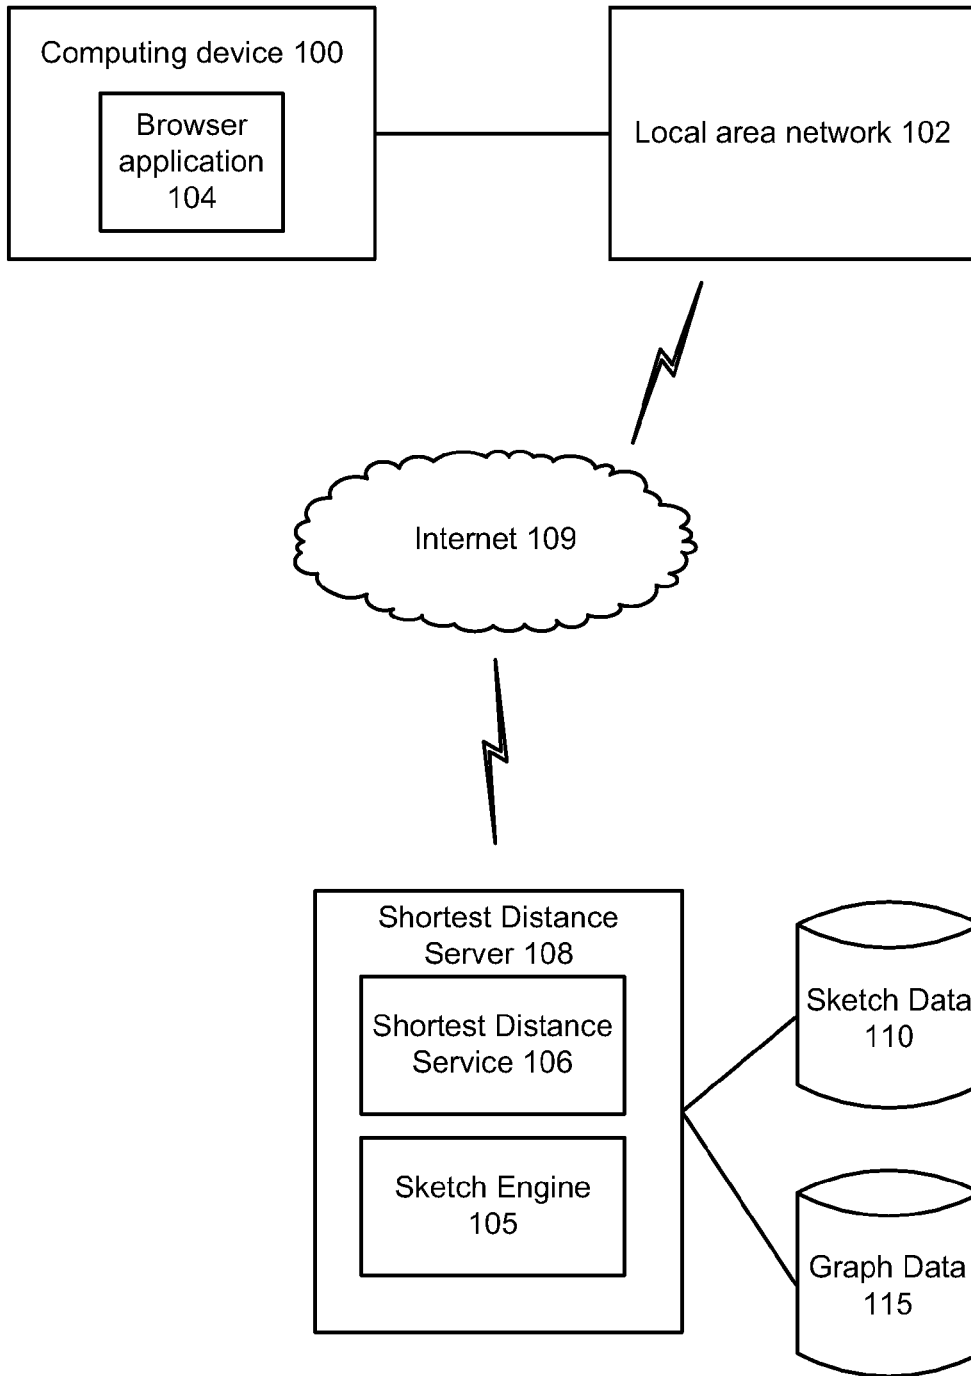 Computing device 100
Browser
application
104
Local area network 102
Internet 109
Shortest Distance
Server 108
Shortest Distance
Service 106
Sketch Engine
105
Sketch Data
110
Graph Data
115